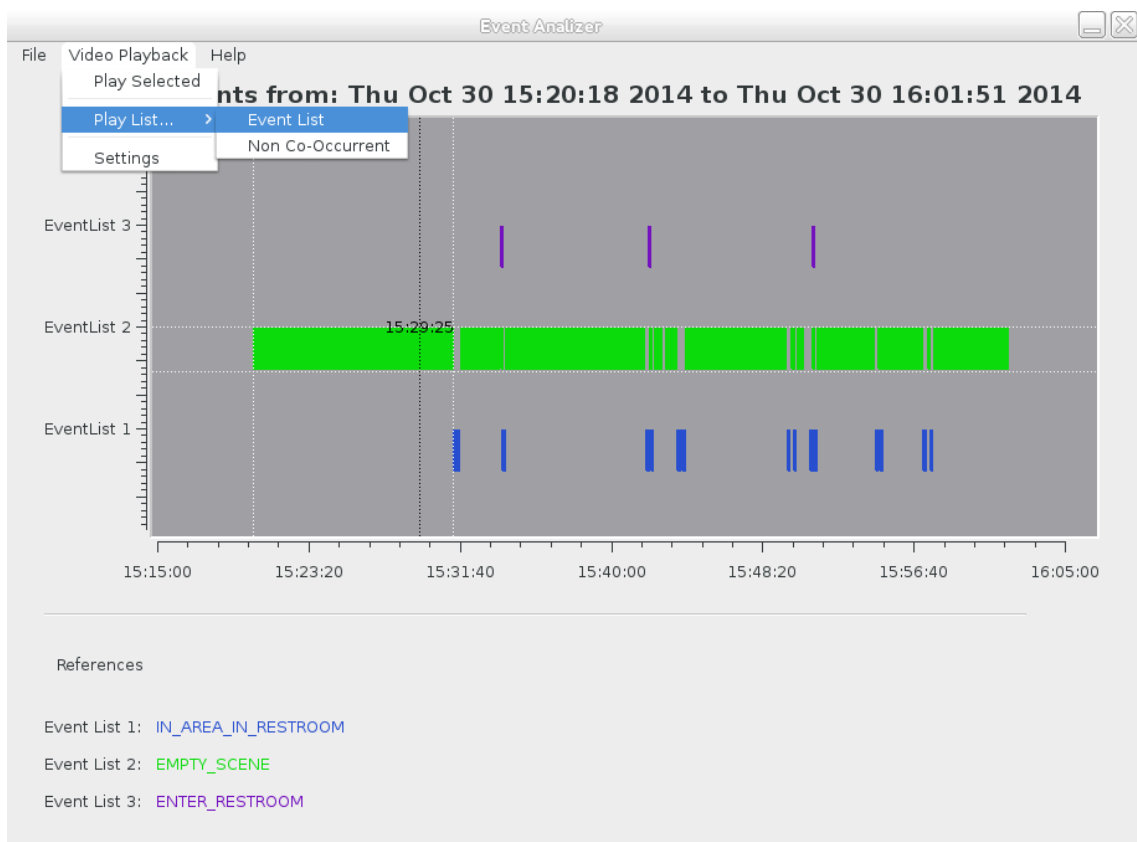 Event Analizer
File Video Playback Help
Play Selected
nts from: Thu Oct 30 15:20:18 2014 to Thu Oct 30 16:01:51 2014
Play List... > Event List
Non Co-Occurrent
Settings
EventList 3
EventList 2
15:29:25
EventList 1
15:15:00 15:23:20 15:31:40 15:40:00 15:48:20 15:56:40 16:05:00
References
Event List 1: IN_AREA_IN_RESTROOM
Event List 2: EMPTY_SCENE
Event List 3: ENTER_RESTROOM